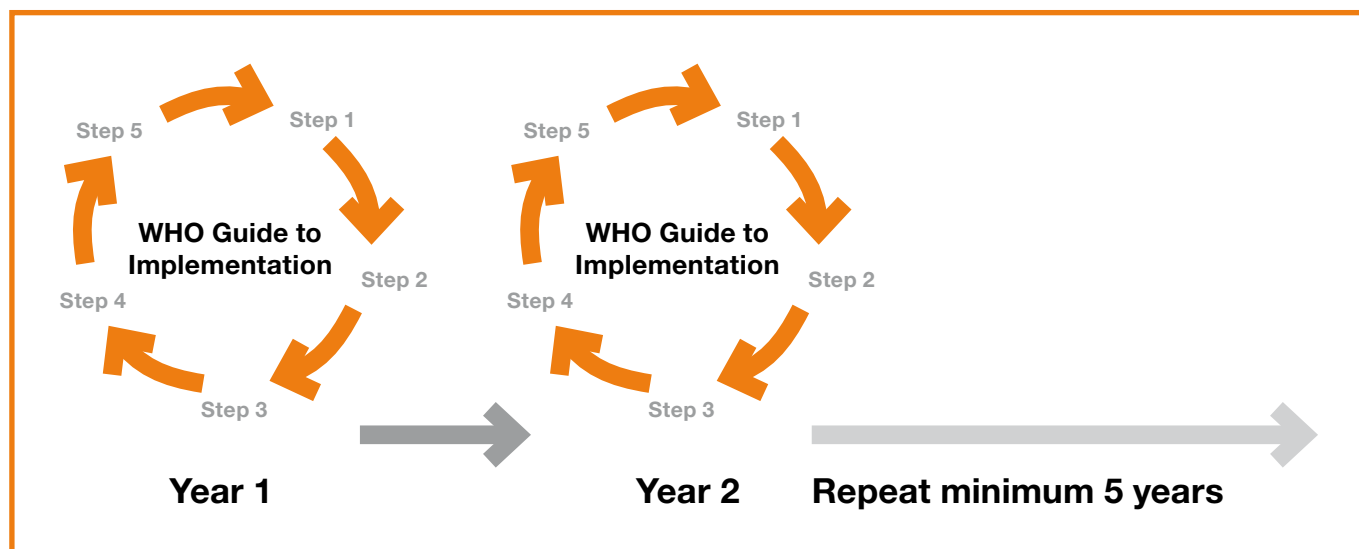 Step 1
Step 2
Step 3
Step 4
Step 5
WHO Guide to
Implementation
Year 1
Step 1
Step 2
Step 3
Step 4
Step 5
WHO Guide to
Implementation
Year 2
Repeat minimum 5 years